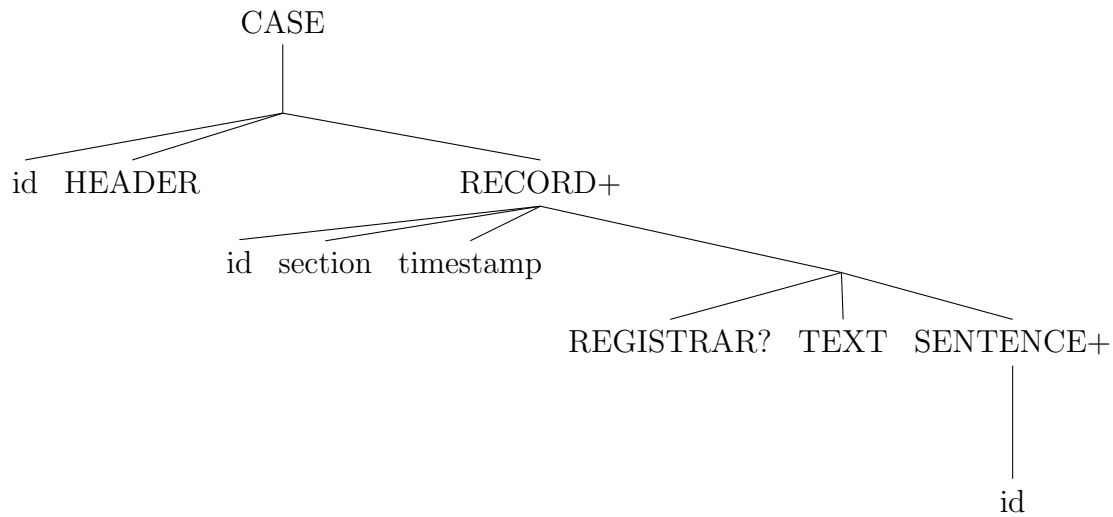 CASE
id HEADER RECORD+
id section timestamp
REGISTRAR? TEXT SENTENCE+
id